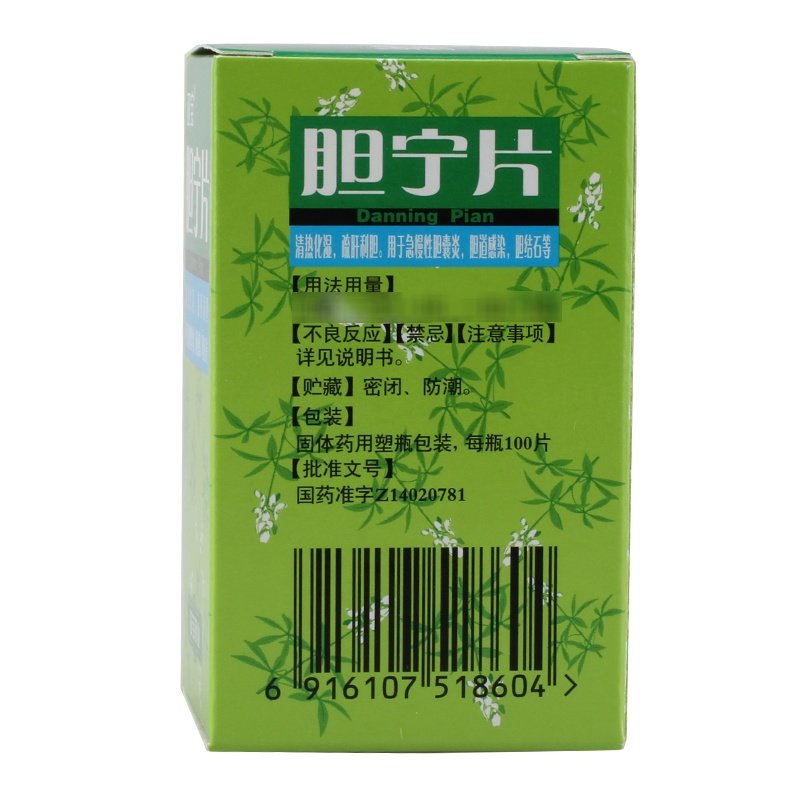 胆宁片
Danning Pian
清热化湿，疏肝利胆。用于急慢性胆囊炎，胆道感染，胆结石等
【用法用量】
【不良反应】【禁忌】【注意事项】
详见说明书。
【贮藏】密闭、防潮。
【包装】
固体药用塑瓶包装，每瓶100片
【批准文号】
国药准字Z14020781
6 916107 518604 >
胆宁片